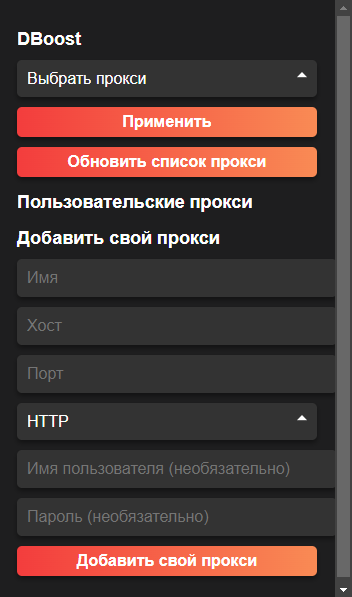 DBoost
Выбрать прокси
Применить
Обновить список прокси
Пользовательские прокси
Добавить свой прокси
Имя
Хост
Порт
HTTP
Имя пользователя (необязательно)
Пароль (необязательно)
Добавить свой прокси